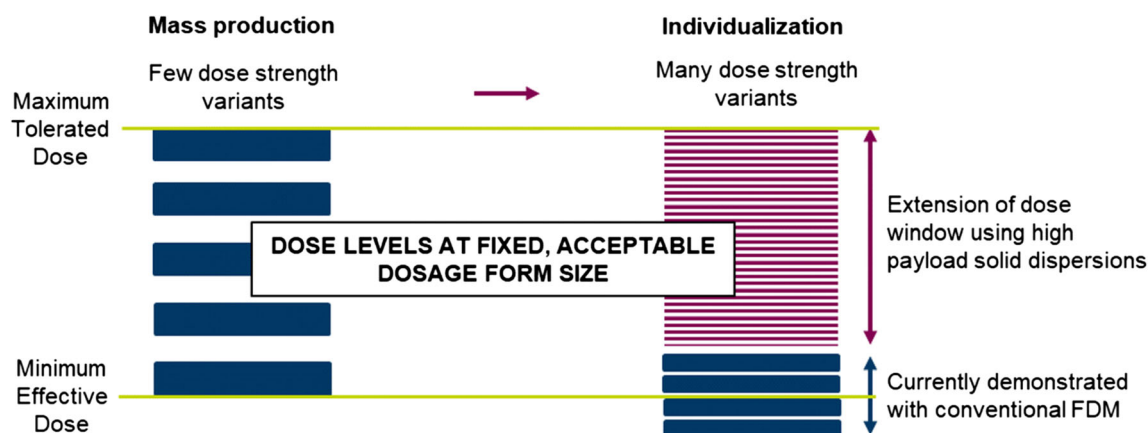 Mass production
Individualization
Few dose strength
variants
Many dose strength
variants
Maximum
Tolerated
Dose
DOSE LEVELS AT FIXED, ACCEPTABLE
DOSAGE FORM SIZE
Extension of dose
window using high
payload solid dispersions
Minimum
Effective
Dose
Currently demonstrated
with conventional FDM